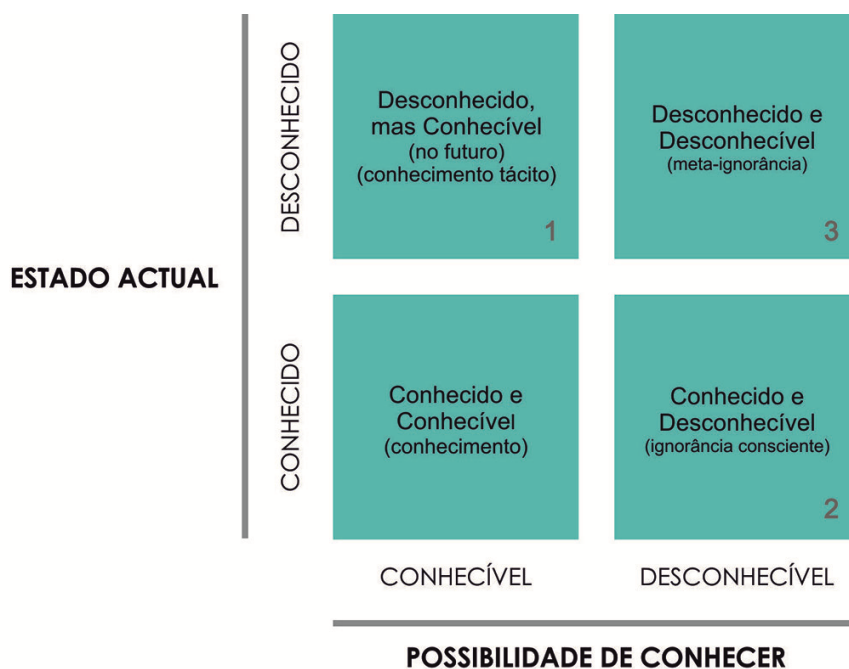 DESCONHECIDO
Desconhecido,
mas Conhecível
(no futuro)
(conhecimento tácito)
1
Desconhecido e
Desconhecível
(meta-ignorância)
3
ESTADO ACTUAL
CONHECIDO
Conhecido e
Conhecível
(conhecimento)
Conhecido e
Desconhecível
(ignorância consciente)
2
CONHECÍVEL
DESCONHECÍVEL
POSSIBILIDADE DE CONHECER